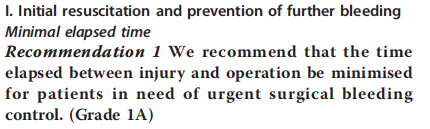 I. Initial resuscitation and prevention of further bleeding
Minimal elapsed time
Recommendation 1 We recommend that the time
elapsed between injury and operation be minimised
for patients in need of urgent surgical bleeding
control. (Grade 1A)